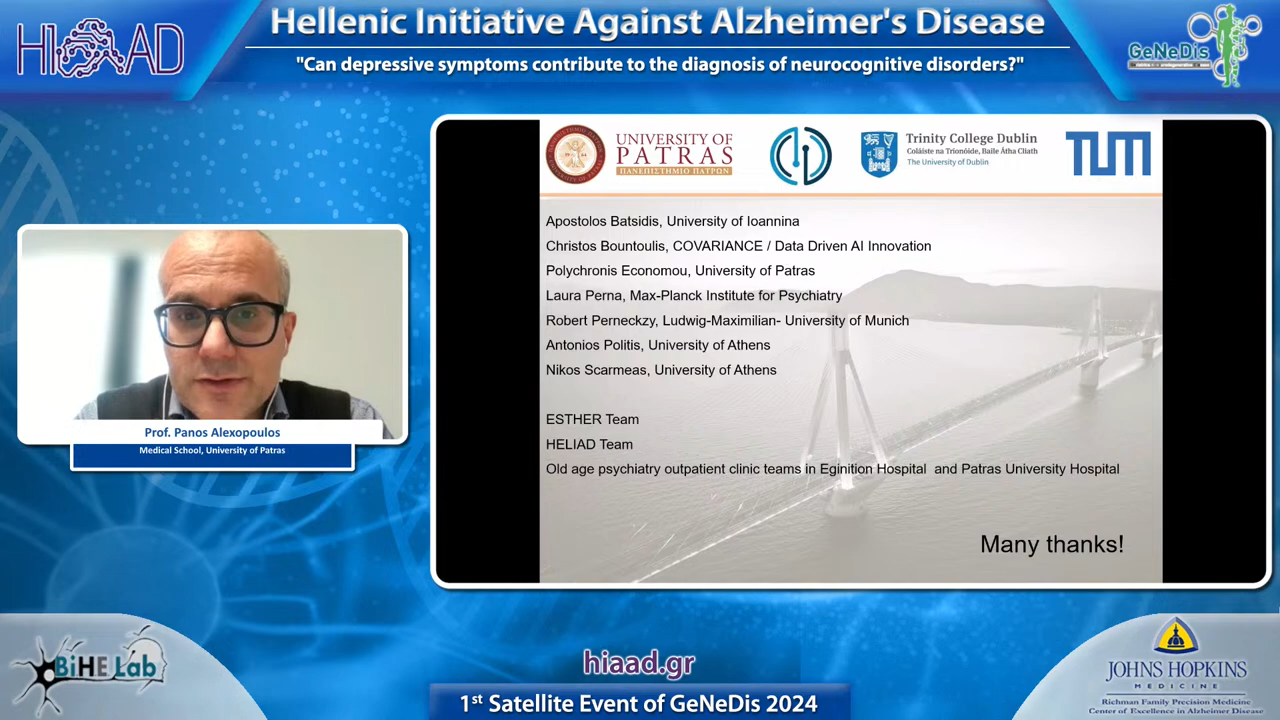 HIAAD
Hellenic Initiative Against Alzheimer's Disease
"Can depressive symptoms contribute to the diagnosis of neurocognitive disorders?"
GeNeDis
UNIVERSITY OF
PATRAS
ΠΑΝΕΠΙΣΤΗΜΙΟ ΠΑΤΡΩΝ
Trinity College Dublin
Coláiste na Tríonóide, Baile Átha Cliath
The University of Dublin
TUM
Apostolos Batsidis, University of Ioannina
Christos Bountoulis, COVARIANCE / Data Driven AI Innovation
Polychronis Economou, University of Patras
Laura Perna, Max-Planck Institute for Psychiatry
Robert Perneckzy, Ludwig-Maximilian- University of Munich
Antonios Politis, University of Athens
Nikos Scarmeas, University of Athens
ESTHER Team
HELIAD Team
Old age psychiatry outpatient clinic teams in Eginition Hospital and Patras University Hospital
Many thanks!
Prof. Panos Alexopoulos
Medical School, University of Patras
BiHE Lab
hiaad.gr
1st Satellite Event of GeNeDis 2024
JOHNS HOPKINS
MEDICINE
Richman Family Precision Medicine
Center of Excellence in Alzheimer Disease